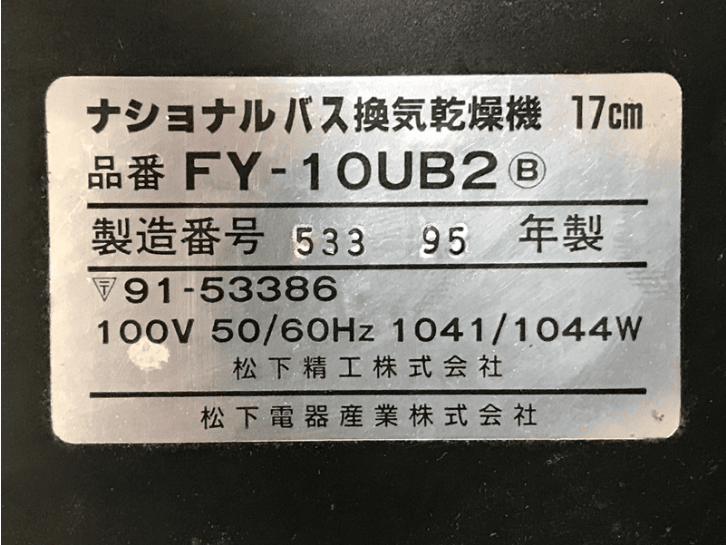 ナショナルバス換気乾燥機 17cm
品番 FY-10UB2 Ⓑ
製造番号 533 95 年製
〒91-53386
100V 50/60Hz 1041/1044W
松下精工株式会社
松下電器産業株式会社